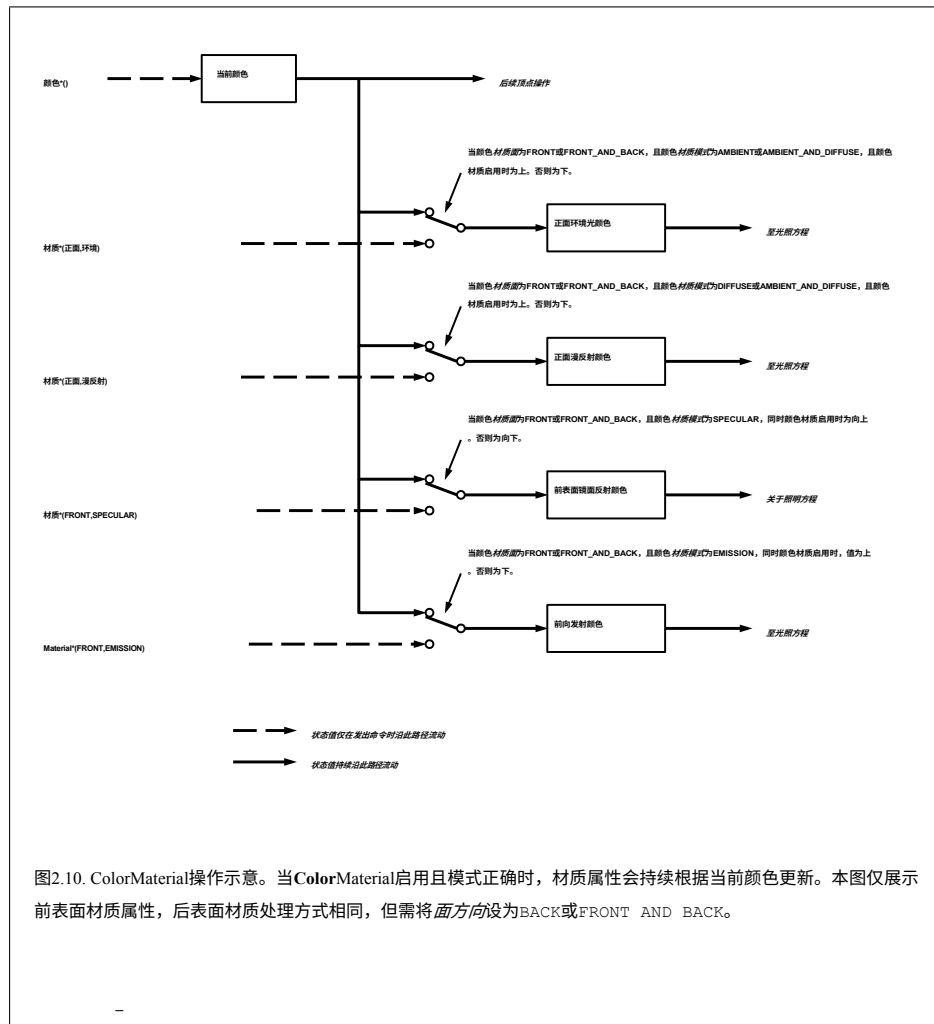 颜色*()
当前颜色
后续顶点操作
当颜色材质面为FRONT或FRONT_AND_BACK，且颜色材质模式为AMBIENT或AMBIENT_AND_DIFFUSE，且颜色
材质启用时为上。否则为下。
正面环境光颜色
至光照方程
材质*(正面,环境)
当颜色材质面为FRONT或FRONT_AND_BACK，且颜色材质模式为DIFFUSE或AMBIENT_AND_DIFFUSE，且颜色
材质启用时为上。否则为下。
正面漫反射颜色
至光照方程
材质*(正面,漫反射)
当颜色材质面为FRONT或FRONT_AND_BACK，且颜色材质模式为SPECULAR，同时颜色材质启用时为向上
。否则为向下。
前表面镜面反射颜色
关于照明方程
材质*(FRONT,SPECULAR)
当颜色材质面为FRONT或FRONT_AND_BACK，且颜色材质模式为EMISSION，同时颜色材质启用时，值为上
。否则为下。
前向发射颜色
至光照方程
Material*(FRONT,EMISSION)
状态值仅在发出命令时沿此路径流动
状态值持续沿此路径流动
图2.10. ColorMaterial操作示意。当ColorMaterial启用且模式正确时，材质属性会持续根据当前颜色更新。本图仅展示
前表面材质属性，后表面材质处理方式相同，但需将面方向设为BACK或FRONT AND BACK。
_